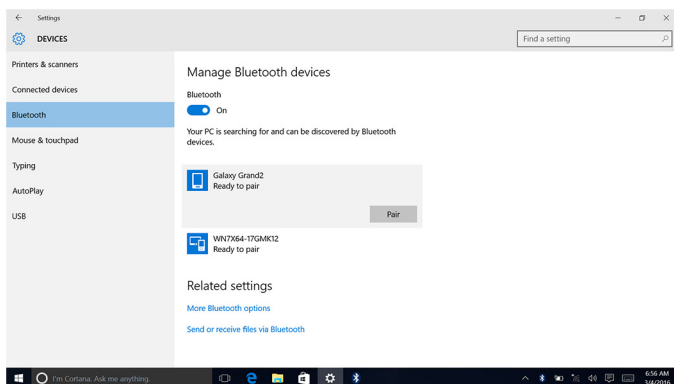 Settings
DEVICES
Find a setting
Printers & scanners
Connected devices
Bluetooth
Mouse & touchpad
Typing
AutoPlay
USB
Manage Bluetooth devices
Bluetooth
On
Your PC is searching for and can be discovered by Bluetooth
devices.
Galaxy Grand2
Ready to pair
Pair
WN7X64-17GMK12
Ready to pair
Related settings
More Bluetooth options
Send or receive files via Bluetooth
I'm Cortana. Ask me anything.
6:56 AM
3/4/2016